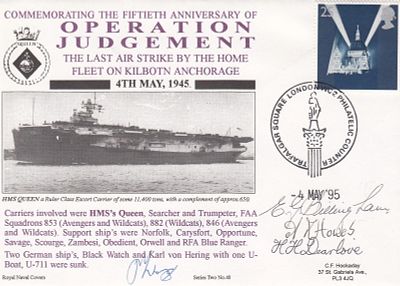 COMMEMORATING THE FIFTIETH ANNIVERSARY OF
OPERATION
JUDGEMENT
QUEEN
THE LAST AIR STRIKE BY THE HOME
FLEET ON KILBOTN ANCHORAGE
4TH MAY, 1945
HMS QUEEN a Ruler Class Escort Carrier of some 11,400 tons, with a complement of approx 650
Carriers involved were HMS's Queen, Searcher and Trumpeter, FAA
Squadrons 853 (Avengers and Wildcats), 882 (Wildcats), 846 (Avengers
and Wildcats). Support ship's were Norfolk, Carysfort, Opportune,
Savage, Scourge, Zambesi, Obedient, Orwell and RFA Blue Ranger.
Two German ship's, Black Watch and Karl von Hering with one
U-Boat, U-711 were sunk.
Royal Naval Covers
Series Two No.40
TRAFALGAR SQUARE LONDON WC2 PHILATELIC COUNTER
- 4 MAY '95
C.F. Hockaday
37 St. Gabriels Ave.,
PL3 4JQ